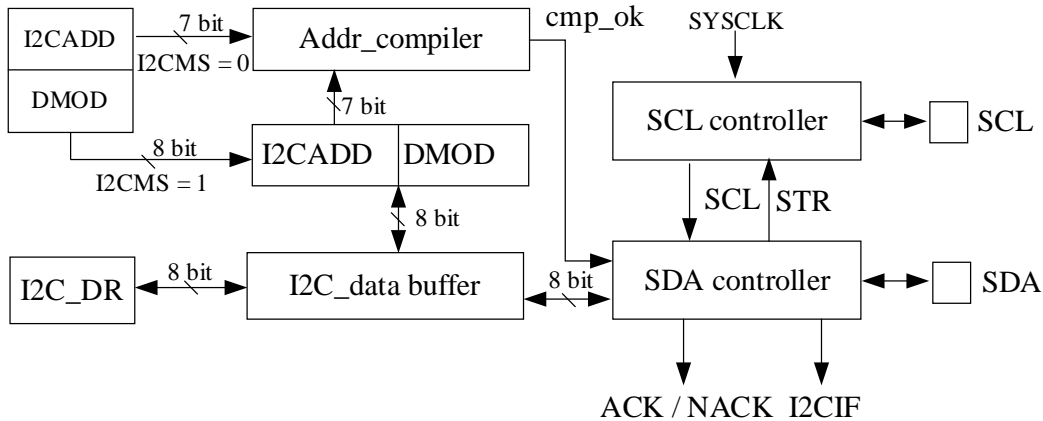 I2CADD
DMOD
7 bit
I2CMS = 0
Addr_compiler
cmp_ok
SYSCLK
7 bit
8 bit
I2CMS = 1
I2CADD
DMOD
SCL controller
SCL
SCL
STR
8 bit
I2C_DR
8 bit
I2C_data buffer
8 bit
SDA controller
SDA
ACK / NACK
I2CIF